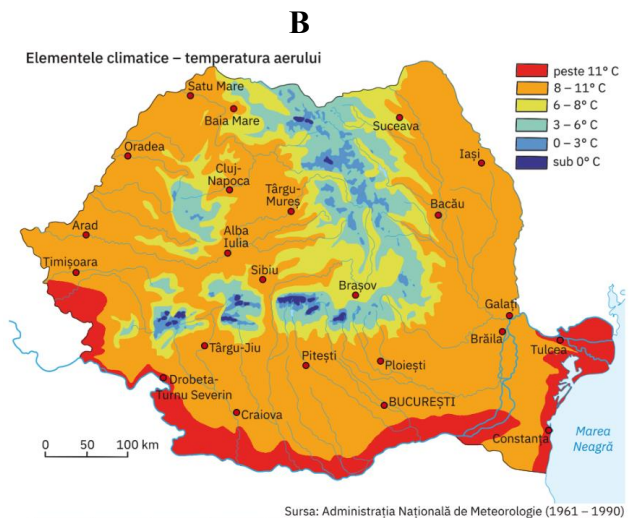 B
Elementele climatice – temperatura aerului
peste 11° C
8 – 11° C
6 – 8° C
3 – 6° C
0 – 3° C
sub 0° C
Satu Mare
Baia Mare
Suceava
Oradea
Iași
Cluj-
Napoca
Târgu-
Mureș
Bacău
Arad
Alba
Iulia
Timișoara
Sibiu
Brașov
Galați
Brăila
Tulcea
Târgu-Jiu
Pitești
Ploiești
Drobeta-
Turnu Severin
BUCUREȘTI
Craiova
Constanța
Marea
Neagră
0 50 100 km
Sursa: Administrația Națională de Meteorologie (1961 – 1990)